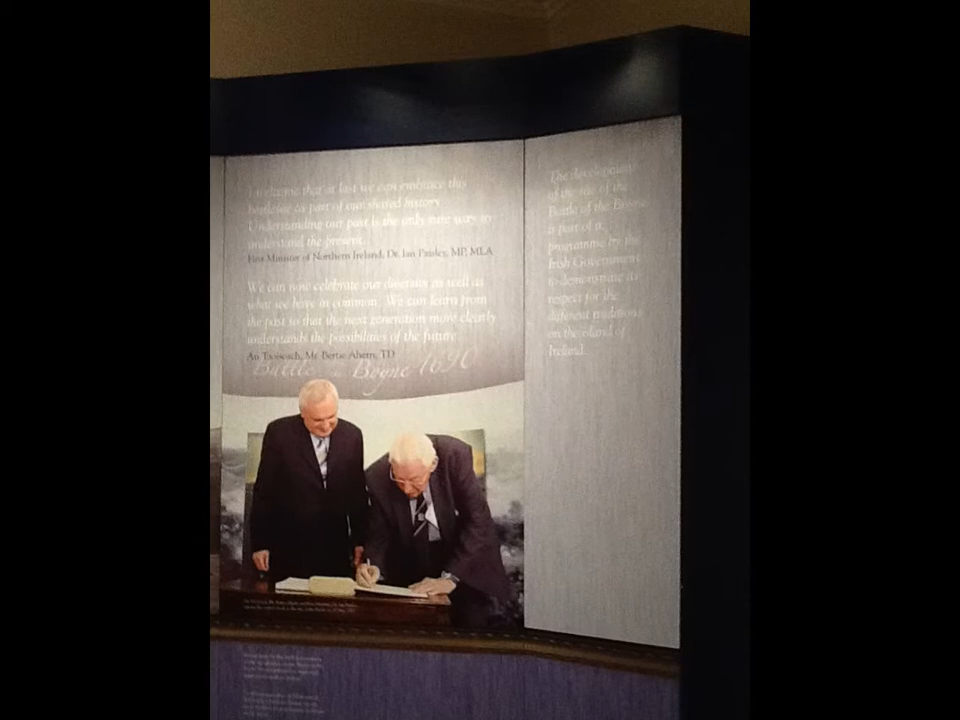 I welcome that at last we can embrace this
battlesite as part of our shared history.
Understanding our past is the only sure way to
understand the present.
First Minister of Northern Ireland, Dr. Ian Paisley, MP, MLA
We can now celebrate our diversity as well as
what we have in common. We can learn from
the past so that the next generation more clearly
understands the possibilities of the future.
An Taoiseach, Mr. Bertie Ahern, TD
Battle of the Boyne 1690
The development
of the site of the
Battle of the Boyne
is part of a
programme by the
Irish Government
to demonstrate its
respect for the
different traditions
on the island of
Ireland.